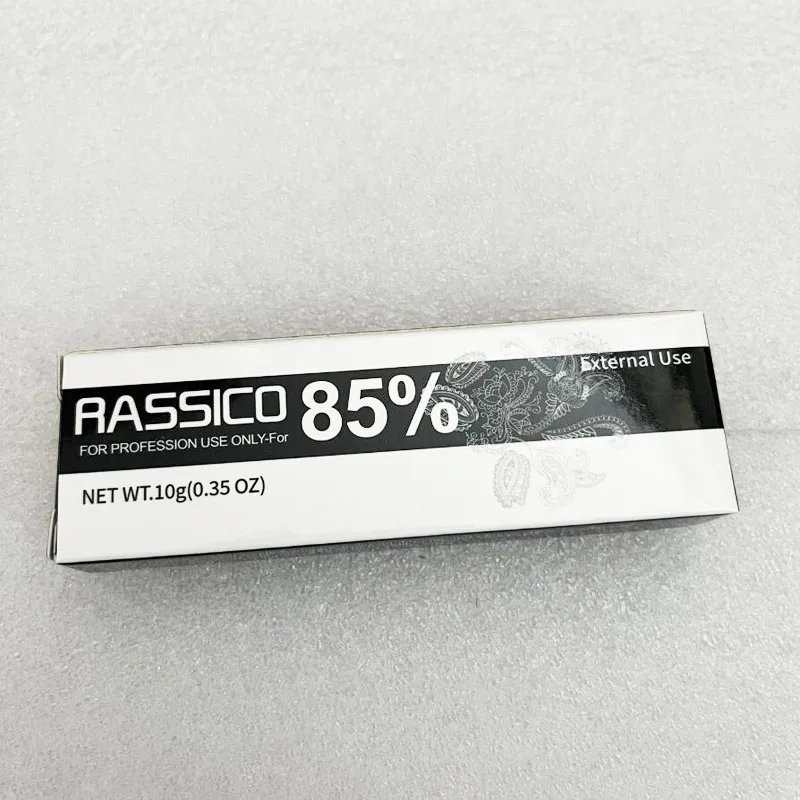 RASSICO 85%
FOR PROFESSION USE ONLY-For
External Use
NET WT.10g(0.35 OZ)